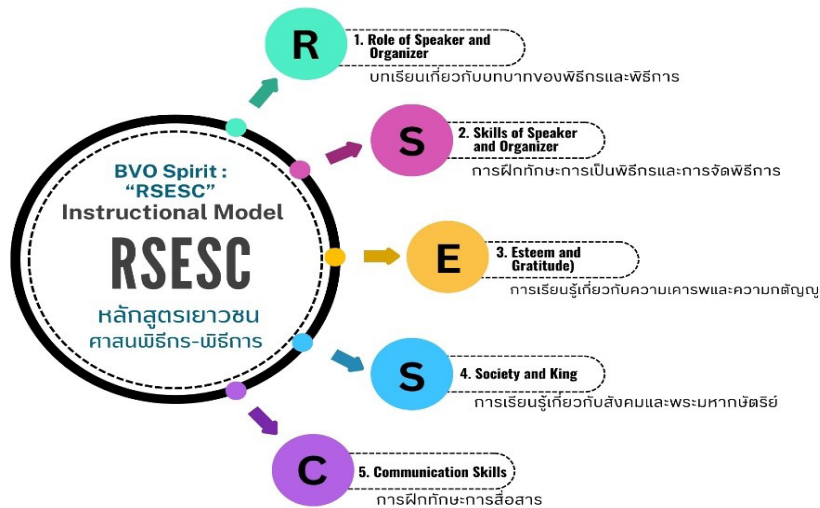 BVO Spirit :
“RSESC”
Instructional Model
RSESC
หลักสูตรเยาวชน
ศาสนพิธีกร-พิธีการ
R
1. Role of Speaker and
Organizer
บทเรียนเกี่ยวกับบทบาทของพิธีกรและพิธีการ
S
2. Skills of Speaker
and Organizer
การฝึกทักษะการเป็นพิธีกรและการจัดพิธีการ
E
3. Esteem and
Gratitude)
การเรียนรู้เกี่ยวกับความเคารพและความกตัญญู
S
4. Society and King
การเรียนรู้เกี่ยวกับสังคมและพระมหากษัตริย์
C
5. Communication Skills
การฝึกทักษะการสื่อสาร